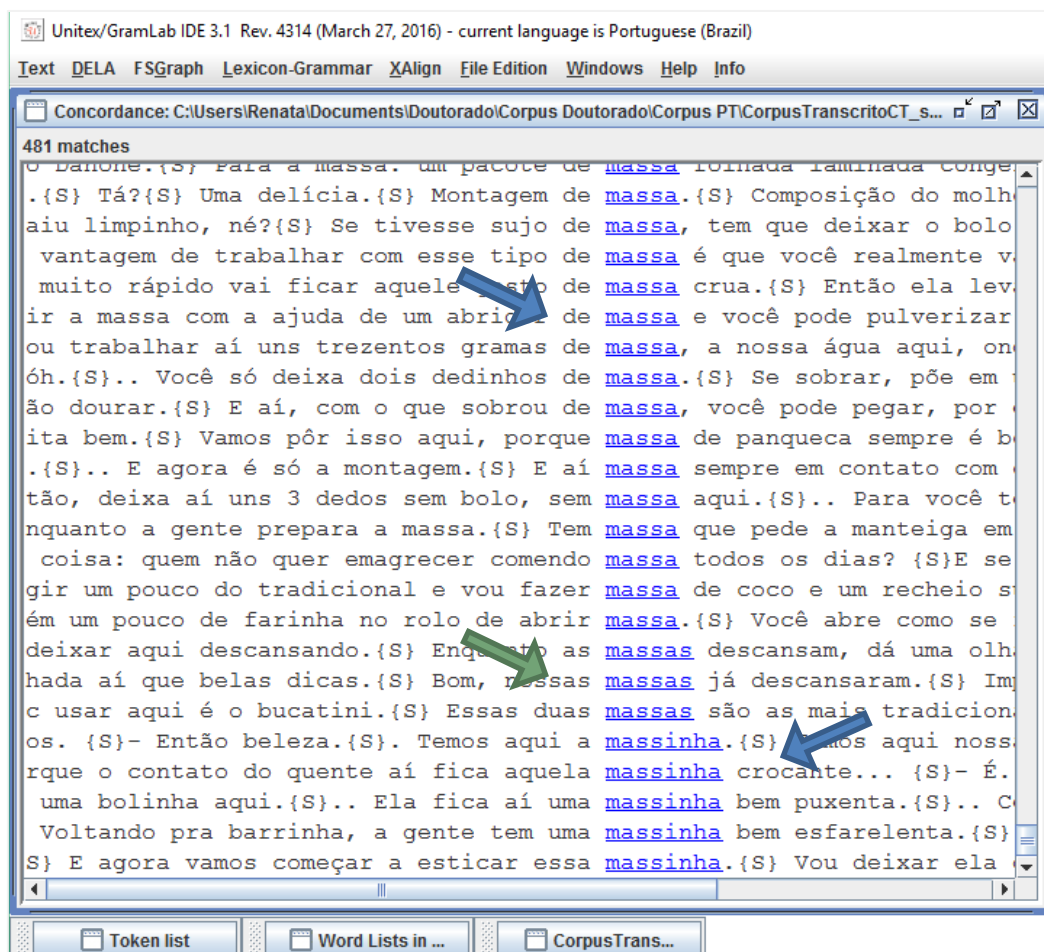 Unitex/GramLab IDE 3.1 Rev. 4314 (March 27, 2016) - current language is Portuguese (Brazil)
Text DELA FSGraph Lexicon-Grammar XAlign File Edition Windows Help Info
Concordance: C:\Users\Renata\Documents\Doutorado\Corpus Doutorado\Corpus PT\CorpusTranscritoCT_s...
481 matches
o Danone.{S} Para a massa: um pacote de massa folhada laminada conge
.{S} Tá?{S} Uma delícia.{S} Montagem de massa.{S} Composição do molh
aiu limpinho, né?{S} Se tivesse sujo de massa, tem que deixar o bolo
vantagem de trabalhar com esse tipo de massa é que você realmente v
muito rápido vai ficar aquele de massa crua.{S} Então ela lev
ir a massa com a ajuda de um de massa e você pode pulverizar
ou trabalhar aí uns trezentos gramas de massa, a nossa água aqui, on
óh.{S}.. Você só deixa dois dedinhos de massa.{S} Se sobrar, põe em
ão dourar.{S} E aí, com o que sobrou de massa, você pode pegar, por
ita bem.{S} Vamos pôr isso aqui, porque massa de panqueca sempre é b
.{S}.. E agora é só a montagem.{S} E aí massa sempre em contato com
tão, deixa aí uns 3 dedos sem bolo, sem massa aqui.{S}.. Para você t
nquanto a gente prepara a massa.{S} Tem massa que pede a manteiga em
coisa: quem não quer emagrecer comendo massa todos os dias? {S}E se
gir um pouco do tradicional e vou fazer massa de coco e um recheio s
ém um pouco de farinha no rolo de abrir massa.{S} Você abre como se
deixar aqui descansando.{S} Enquanto as massas descansam, dá uma olh
hada aí que belas dicas.{S} Bom, nossas massas já descansaram.{S} Im
c usar aqui é o bucatini.{S} Essas duas massas são as mais tradicion
os. {S}- Então beleza.{S}. Temos aqui a massinha.{S} aqui noss
rque o contato do quente aí fica aquela massinha crocante... {S}- É.
uma bolinha aqui.{S}.. Ela fica aí uma massinha bem puxenta.{S}.. C
Voltando pra barrinha, a gente tem uma massinha bem esfarelenta.{S}
S} E agora vamos começar a esticar essa massinha.{S} Vou deixar ela
Token list Word Lists in ... CorpusTrans...